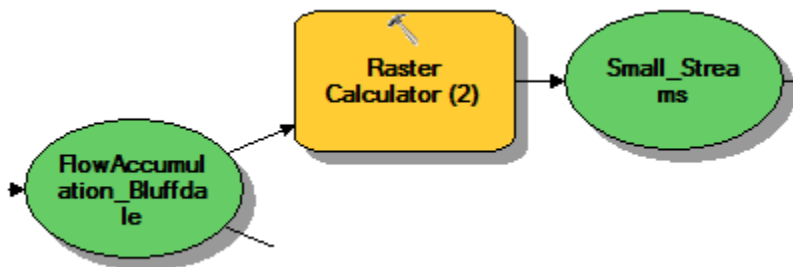 Raster
Calculator (2)
Small_Strea
ms
FlowAccumul
ation_Bluffda
le